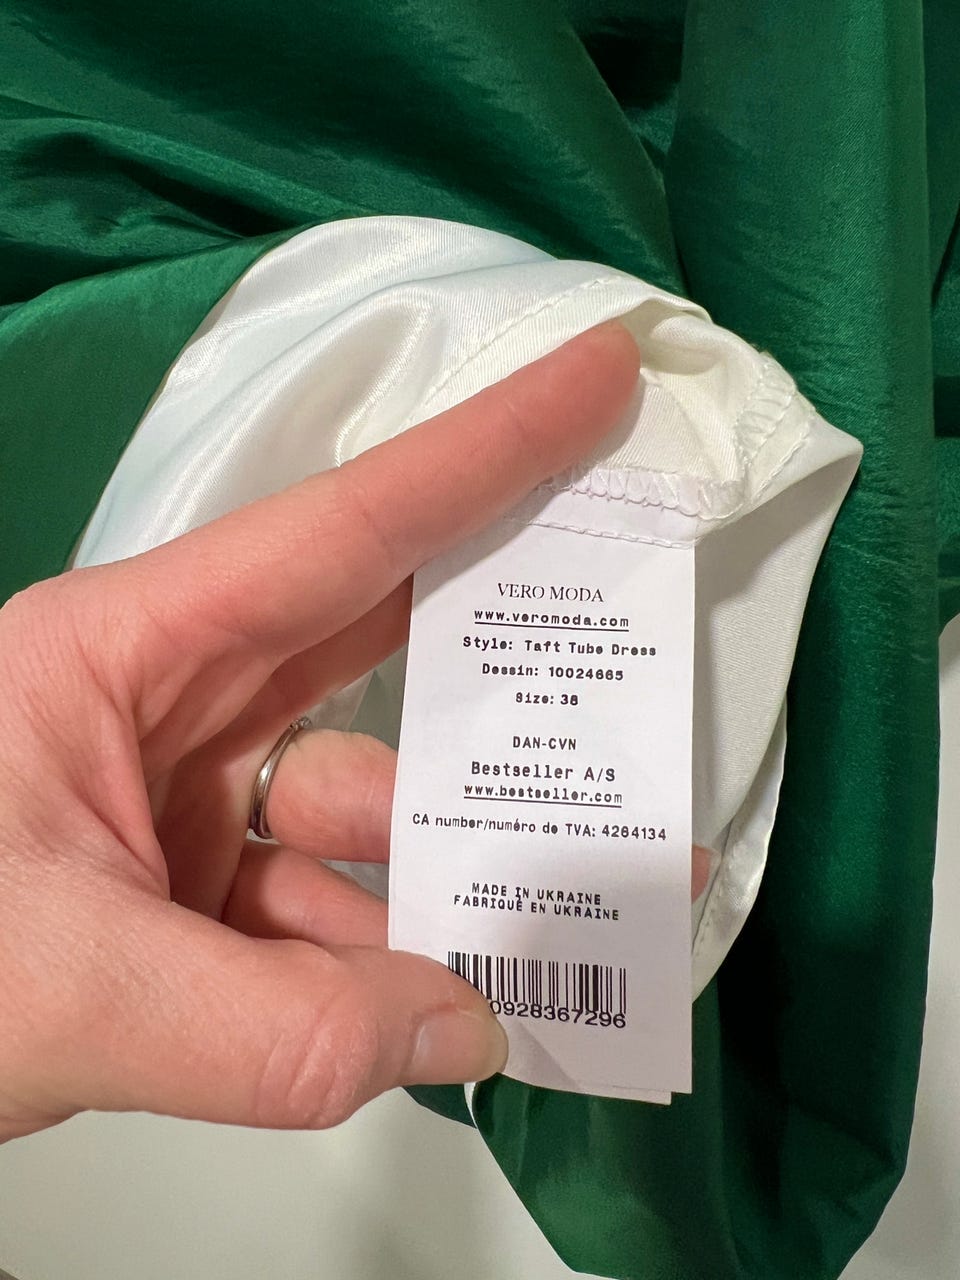 VERO MODA
www.veromoda.com
Style: Taft Tube Dress
Dessin: 10024665
Size: 38
DAN-CVN
Bestseller A/S
www.bestseller.com
CA number/numéro de TVA: 4264134
MADE IN UKRAINE
FABRIQUÉ EN UKRAINE
0928367296